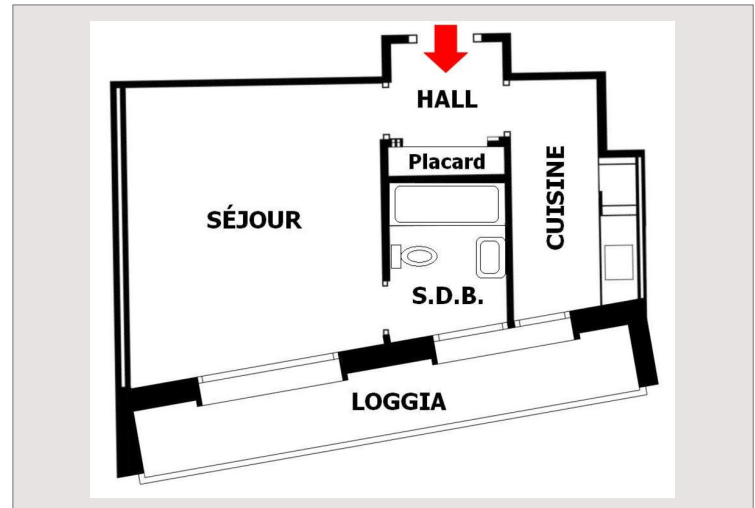 HALL
Placard
CUISINE
SÉJOUR
S.D.B.
LOGGIA